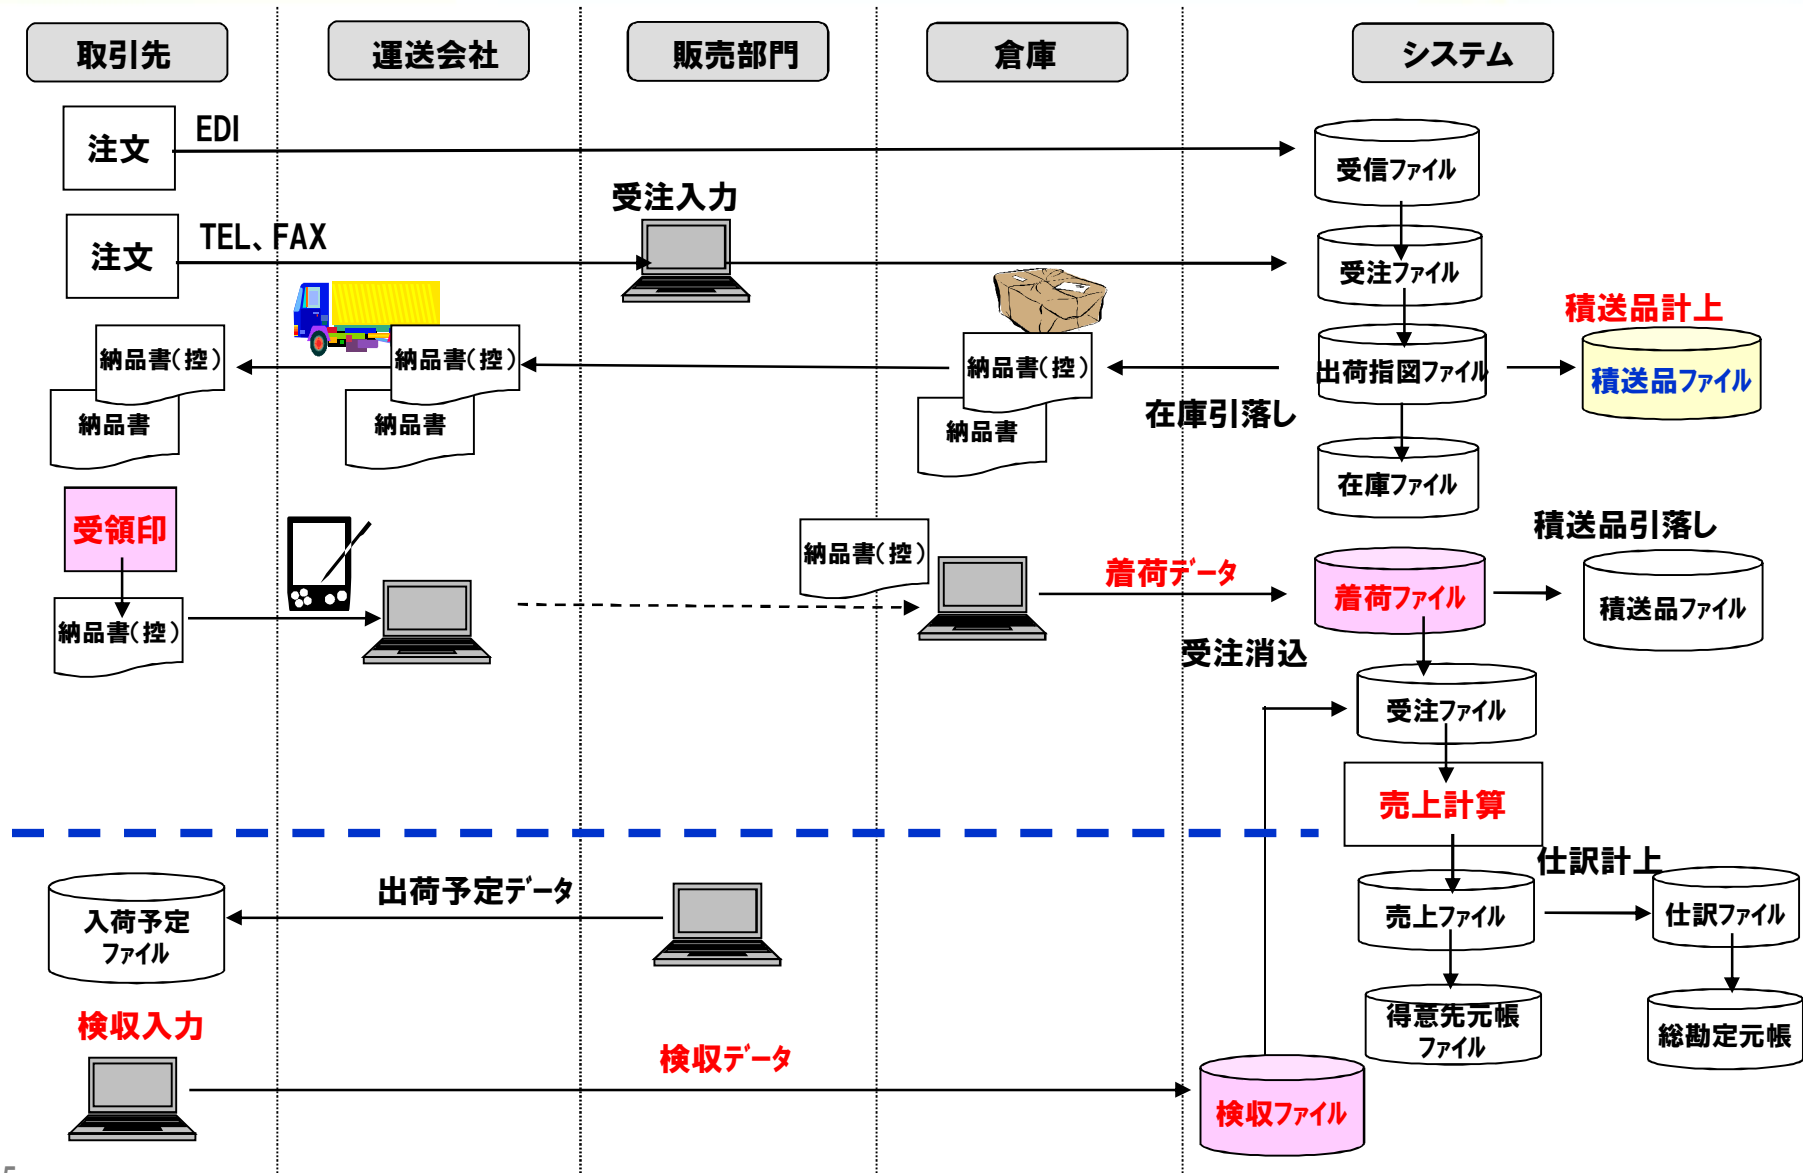 取引先
運送会社
販売部門
倉庫
システム
注文
EDI
受信ファイル
受注入力
注文
TEL、FAX
受注ファイル
積送品計上
納品書(控)
納品書
納品書(控)
納品書
納品書(控)
納品書
出荷指図ファイル
積送品ファイル
在庫引落し
在庫ファイル
受領印
積送品引落し
納品書(控)
着荷データ
着荷ファイル
積送品ファイル
納品書(控)
受注消込
受注ファイル
売上計算
仕訳計上
出荷予定データ
入荷予定
ファイル
売上ファイル
仕訳ファイル
得意先元帳
ファイル
総勘定元帳
検収入力
検収データ
検収ファイル